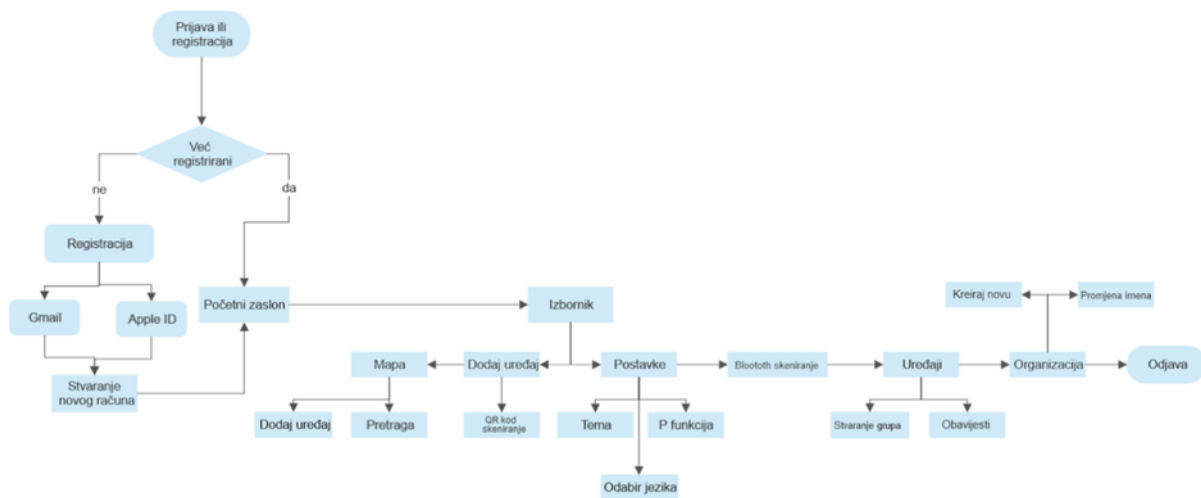 Prijava ili
registracija
Već
registrirani
ne
da
Registracija
Gmail
Apple ID
Stvaranje
novog računa
Početni zaslon
Izbornik
Mapa
Dodaj uređaj
Postavke
Bloototh skeniranje
Uređaji
Organizacija
Odjava
Kreiraj novu
Promjena imena
Dodaj uređaj
Pretraga
QR kod
skeniranje
Tema
P funkcija
Stvraranje grupa
Obavijesti
Odabir jezika